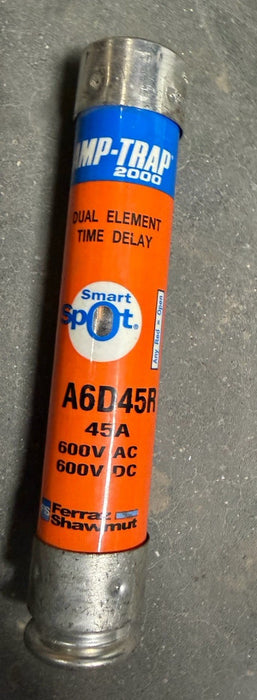 AMP-TRAP®
2000
DUAL ELEMENT
TIME DELAY
Smart
Spot®
Any Red = Open
A6D45R
45A
600V AC
600V DC
Ferraz
Shawmut